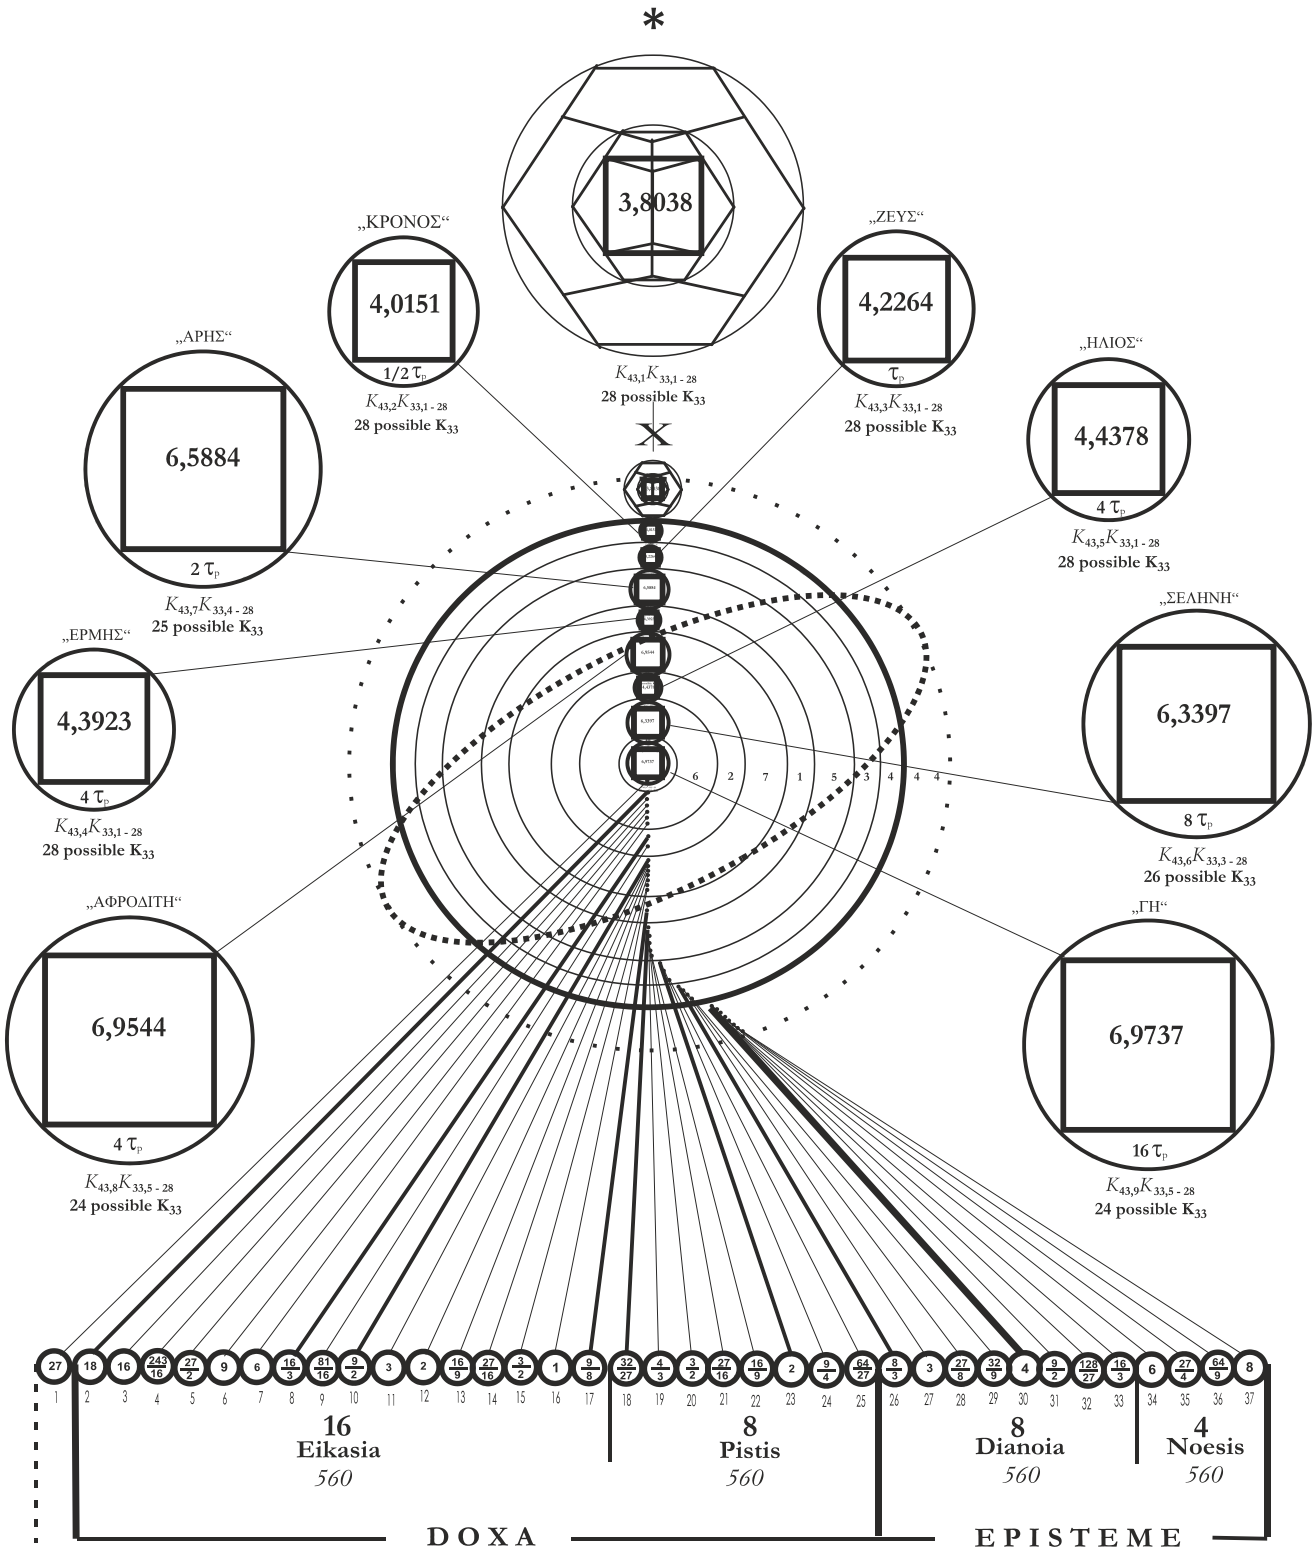 *
3,8038
K43,1K33,1 - 28
28 possible K33
X
„ΚΡΟΝΟΣ“
4,0151
1/2 τp
K43,2K33,1 - 28
28 possible K33
„ΖΕΥΣ“
4,2264
τp
K43,3K33,1 - 28
28 possible K33
„ΑΡΗΣ“
6,5884
2 τp
K43,7K33,4 - 28
25 possible K33
„ΗΛΙΟΣ“
4,4378
4 τp
K43,5K33,1 - 28
28 possible K33
„ΕΡΜΗΣ“
4,3923
4 τp
K43,4K33,1 - 28
28 possible K33
„ΣΕΛΗΝΗ“
6,3397
8 τp
K43,6K33,3 - 28
26 possible K33
„ΑΦΡΟΔΙΤΗ“
6,9544
4 τp
K43,8K33,5 - 28
24 possible K33
„ΓΗ“
6,9737
16 τp
K43,9K33,5 - 28
24 possible K33
6,5884
6,9544
6,3397
6,9737
6 2 7 1 5 3 4 4 4
27 18 16 243/16 27/2 9 6 16/3 81/16 9/2 3 2 16/9 27/16 3/2 1 9/8 32/27 4/3 3/2 27/16 16/9 2 9/4 64/27 8/3 3 27/8 32/9 4 9/2 128/27 16/3 6 27/4 64/9 8
1 2 3 4 5 6 7 8 9 10 11 12 13 14 15 16 17 18 19 20 21 22 23 24 25 26 27 28 29 30 31 32 33 34 35 36 37
16 8 8 4
Eikasia Pistis Dianoia Noesis
560 560 560 560
DOXA EPISTEME